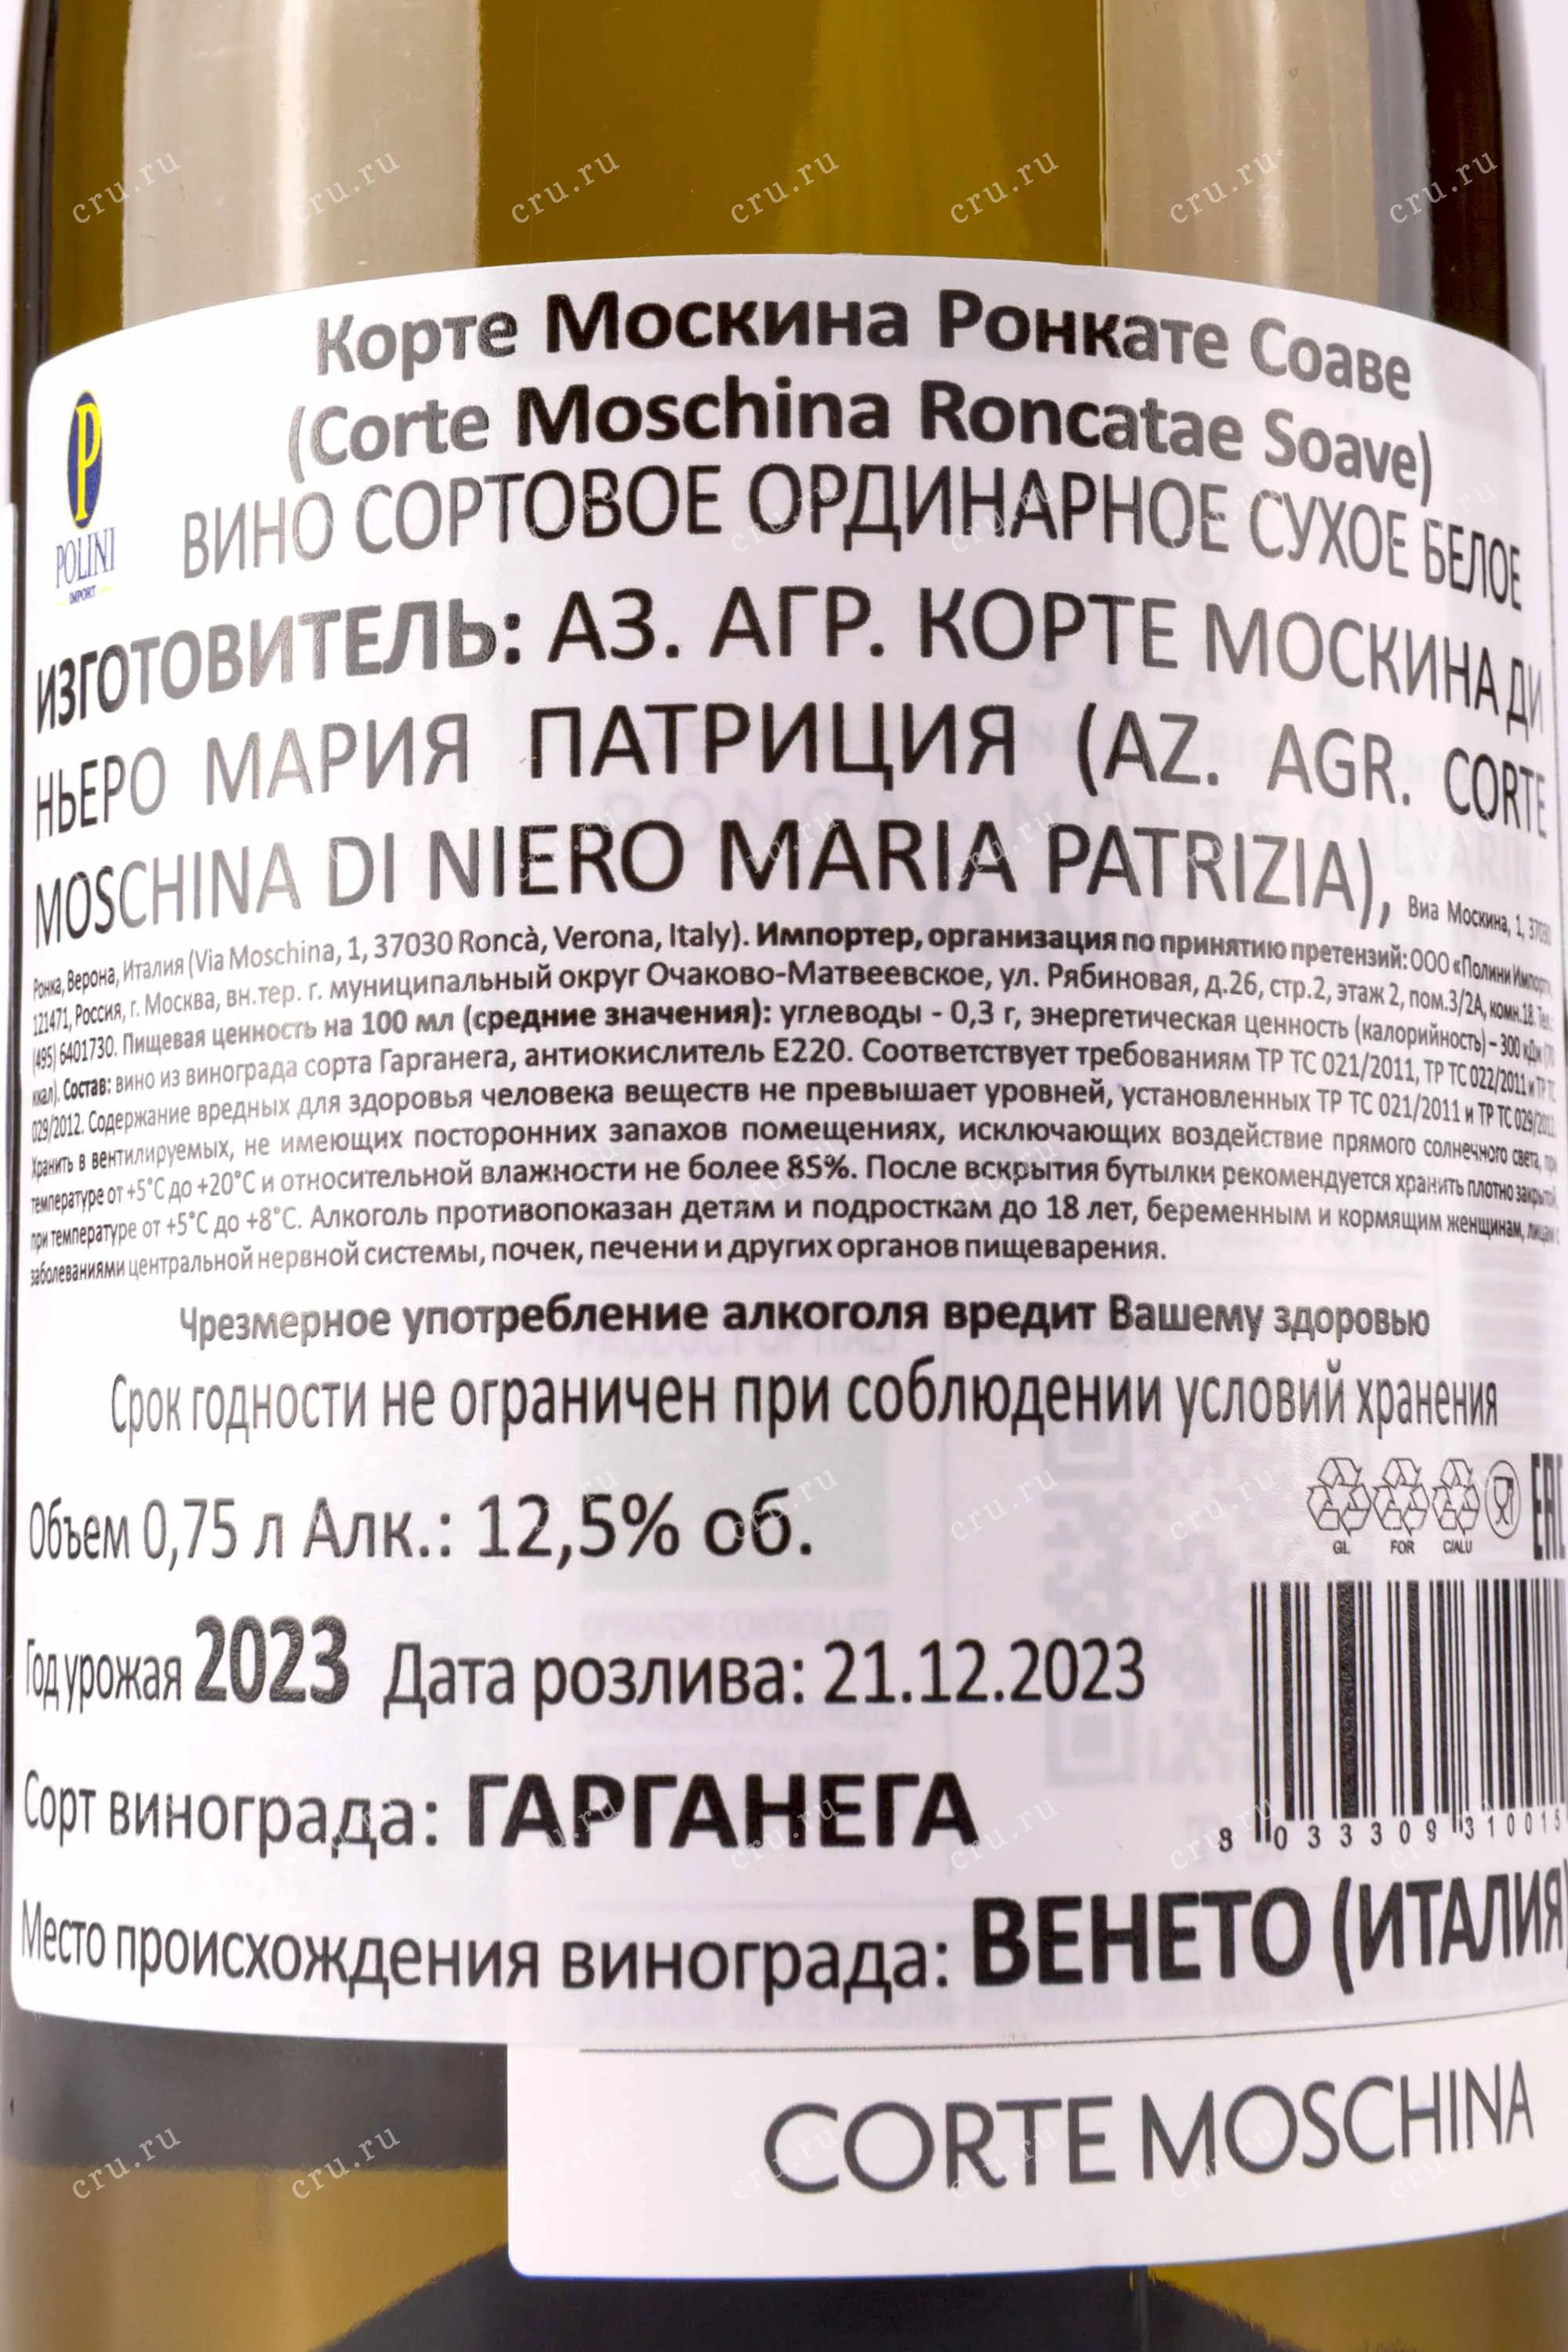 Корте Москина Ронкате Соаве
(Corte Moschina Roncatae Soave)
ВИНО СОРТОВОЕ ОРДИНАРНОЕ СУХОЕ БЕЛОЕ
P
POLINI
IMPORT
ИЗГОТОВИТЕЛЬ: АЗ. АГР. КОРТЕ МОСКИНА ДИ
НЬЕРО МАРИЯ ПАТРИЦИЯ (AZ. AGR. CORTE
MOSCHINA DI NIERO MARIA PATRIZIA), Виа Москина, 1, 37030
Ронка, Верона, Италия (Via Moschina, 1, 37030 Roncà, Verona, Italy). Импортер, организация по принятию претензий: ООО «Полини Импорт»,
121471, Россия, г. Москва, вн.тер. г. муниципальный округ Очаково-Матвеевское, ул. Рябиновая, д.26, стр.2, этаж 2, пом.3/2А, комн.18. Тел.:
(495) 6401730. Пищевая ценность на 100 мл (средние значения): углеводы - 0,3 г, энергетическая ценность (калорийность) – 300 кДж (70
ккал). Состав: вино из винограда сорта Гарганега, антиокислитель Е220. Соответствует требованиям ТР ТС 021/2011, ТР ТС 022/2011 и ТР ТС
029/2012. Содержание вредных для здоровья человека веществ не превышает уровней, установленных ТР ТС 021/2011 и ТР ТС 029/2012.
Хранить в вентилируемых, не имеющих посторонних запахов помещениях, исключающих воздействие прямого солнечного света, при
температуре от +5°С до +20°С и относительной влажности не более 85%. После вскрытия бутылки рекомендуется хранить плотно закрытой
при температуре от +5°С до +8°С. Алкоголь противопоказан детям и подросткам до 18 лет, беременным и кормящим женщинам, лицам с
заболеваниями центральной нервной системы, почек, печени и других органов пищеварения.
Чрезмерное употребление алкоголя вредит Вашему здоровью
Срок годности не ограничен при соблюдении условий хранения
Объем 0,75 л Алк.: 12,5% об.
GL FOR C/ALU
EAC
Год урожая 2023 Дата розлива: 21.12.2023
Сорт винограда: ГАРГАНЕГА
8 033309 310015
Место происхождения винограда: ВЕНЕТО (ИТАЛИЯ)
CORTE MOSCHINA
cru.ru